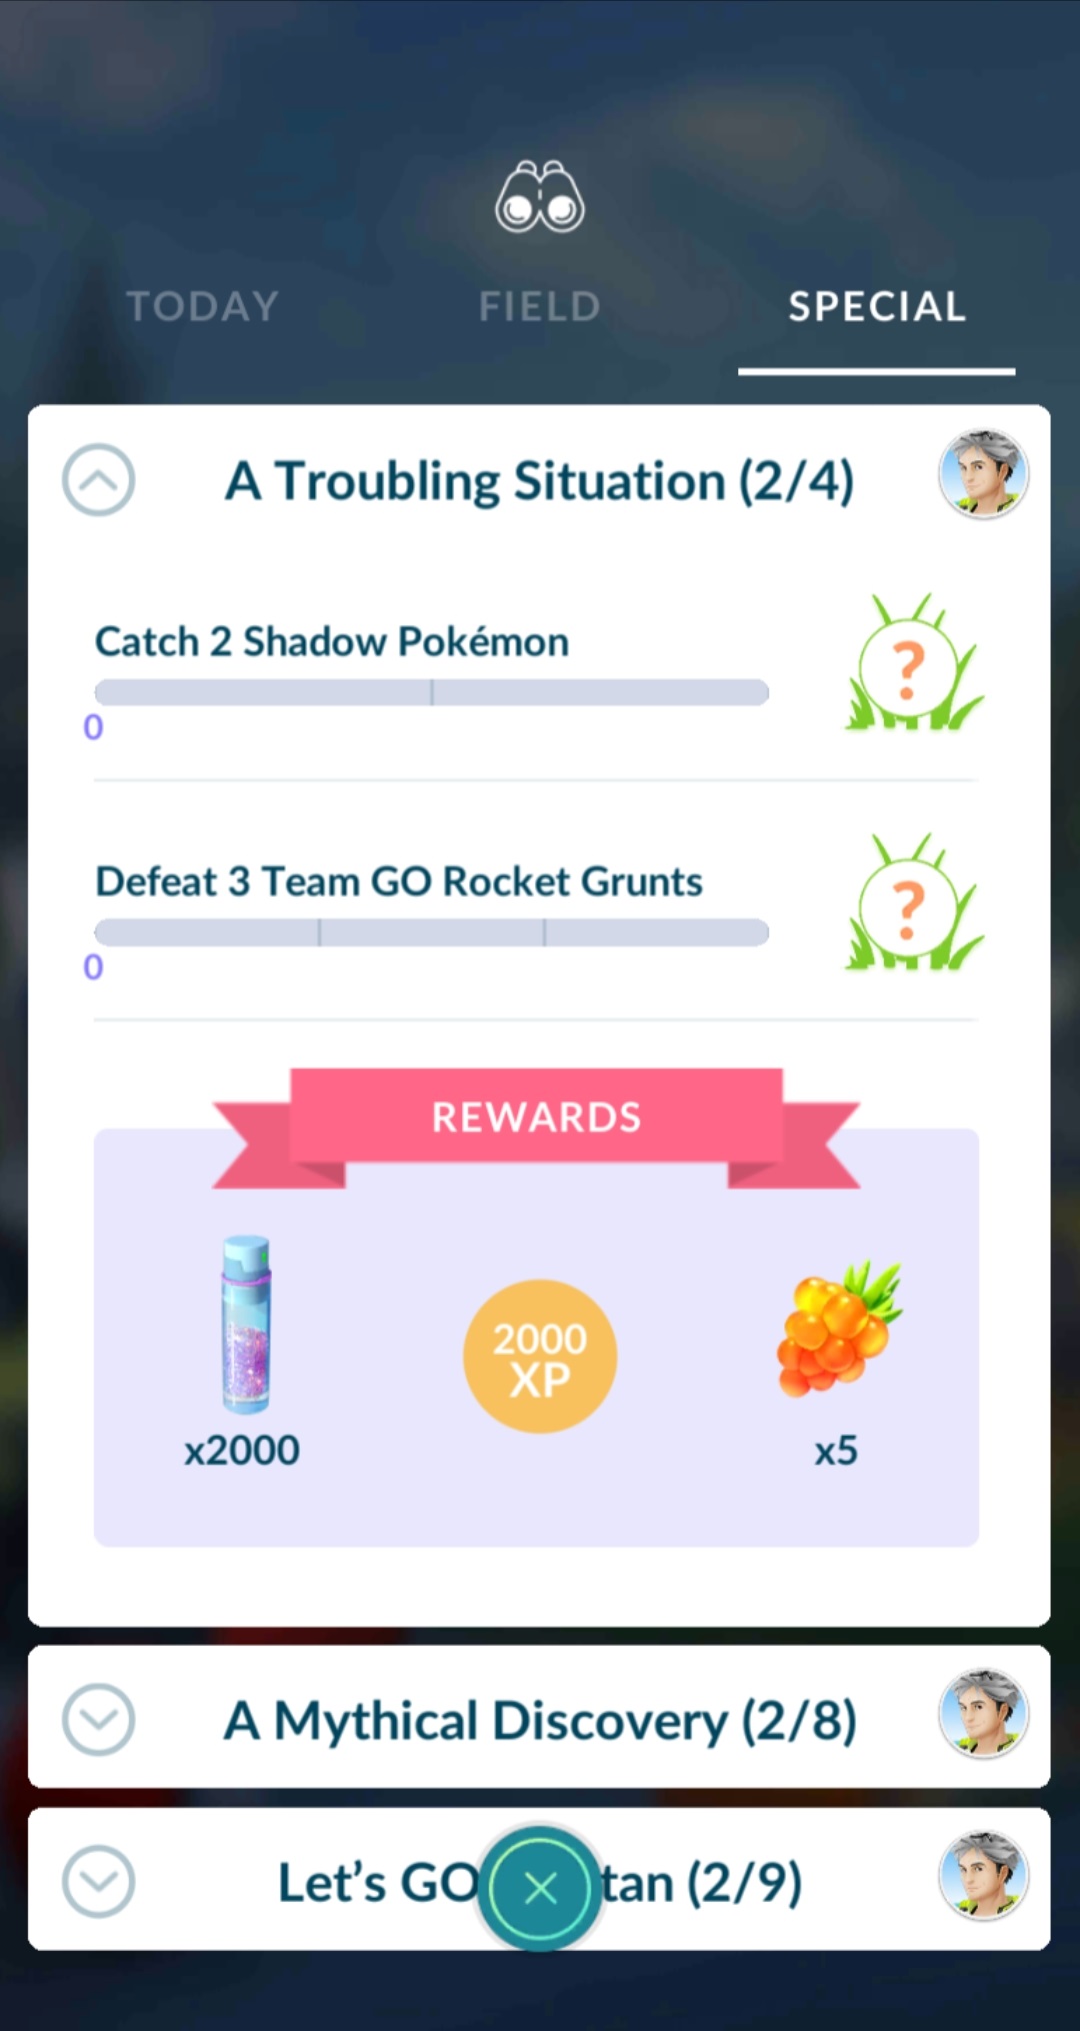 TODAY
FIELD
SPECIAL
A Troubling Situation (2/4)
Catch 2 Shadow Pokémon
?
0
Defeat 3 Team GO Rocket Grunts
?
0
REWARDS
2000
XP
x2000
x5
A Mythical Discovery (2/8)
Let’s GO tan (2/9)